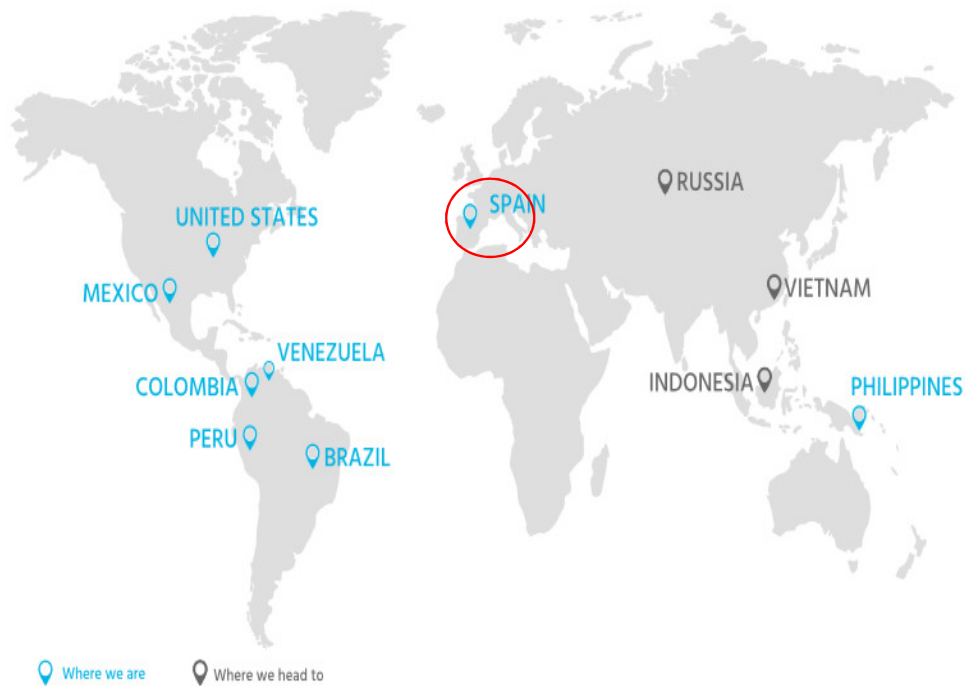 SPAIN
RUSSIA
UNITED STATES
MEXICO
VIETNAM
VENEZUELA
COLOMBIA
INDONESIA
PHILIPPINES
PERU
BRAZIL
Where we are
Where we head to